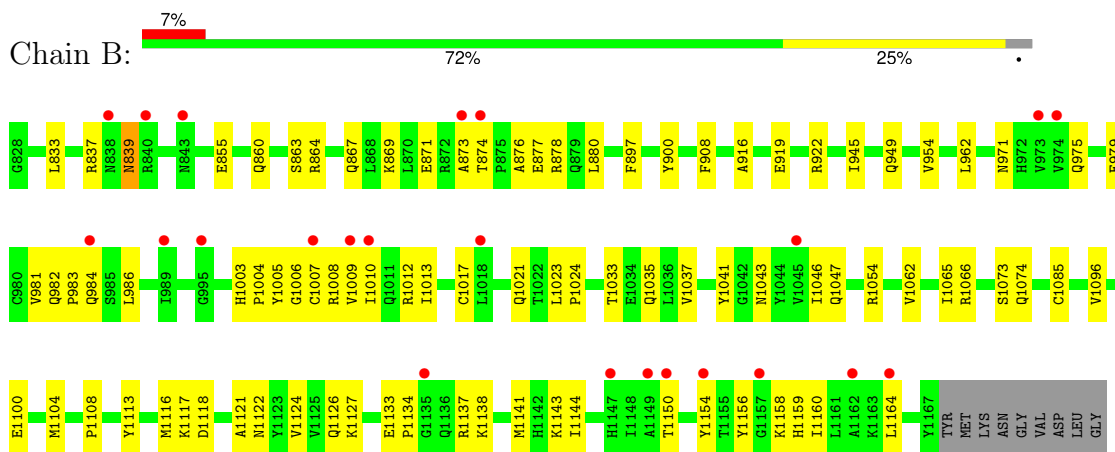 7%
Chain B:
72% 25% •
G828 L833 R837 N838 N839 R840 N843 E855 Q860 S863 R864 Q867 L868 K869 L870 E871 R872 A873 T874 P875 A876 E877 R878 Q879 L880 F897 Y900 F908 A916 E919 R922 I945 Q949 V954 L962 N971 H972 V973 V974 Q975
C980 V981 Q982 P983 Q984 S985 L986 I989 G995 H1003 P1004 Y1005 G1006 C1007 R1008 V1009 I1010 Q1011 R1012 I1013 C1017 L1018 Q1021 T1022 L1023 P1024 T1033 E1034 Q1035 L1036 V1037 Y1041 G1042 N1043 Y1044 V1045 I1046 Q1047 R1054 V1062 I1065 R1066 S1073 Q1074 C1085 V1096
E1100 M1104 P1108 Y1113 M1116 K1117 D1118 A1121 N1122 Y1123 V1124 V1125 Q1126 K1127 E1133 P1134 G1135 Q1136 R1137 K1138 M1141 H1142 K1143 I1144 H1147 I1148 A1149 T1150 Y1154 T1155 Y1156 G1157 K1158 H1159 I1160 L1161 A1162 K1163 L1164 Y1167 TYR MET LYS ASN GLY VAL ASP LEU GLY